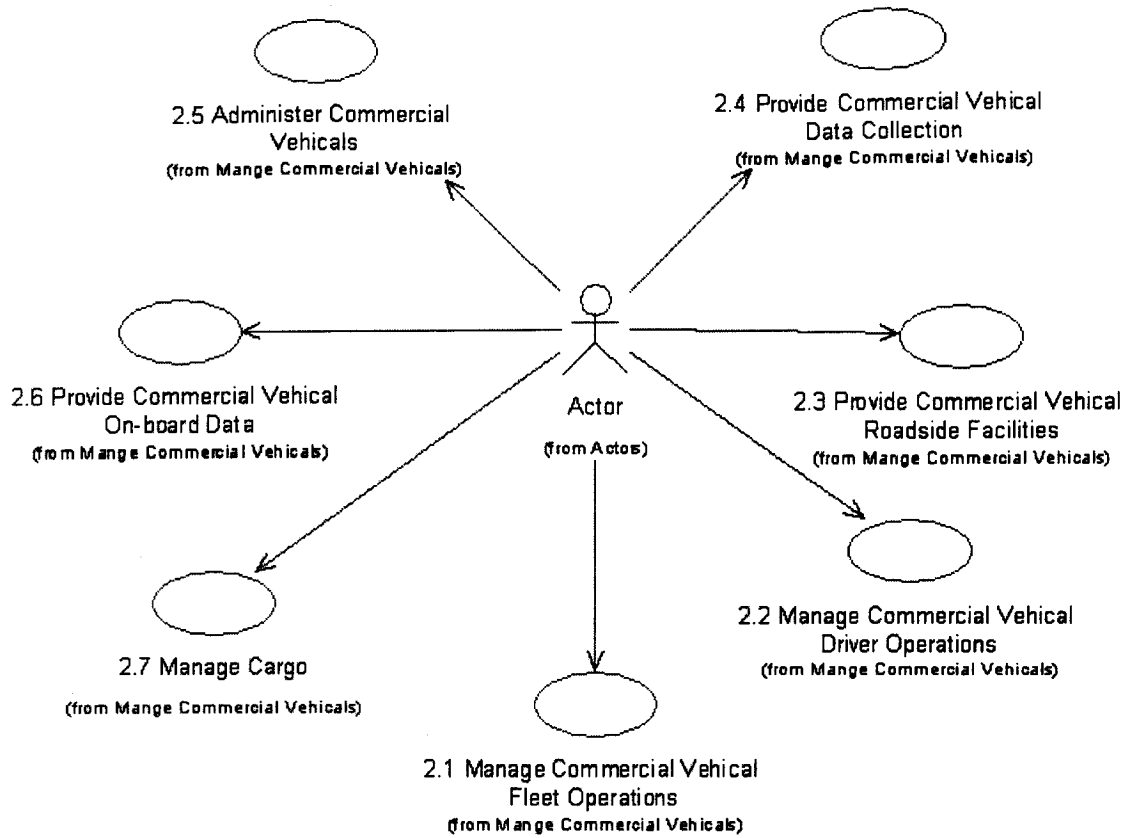 2.5 Administer Commercial
Vehicals
(from Mange Commercial Vehicals)
2.4 Provide Commercial Vehical
Data Collection
(from Mange Commercial Vehicals)
2.6 Provide Commercial Vehical
On-board Data
(from Mange Commercial Vehicals)
Actor
(from Actors)
2.3 Provide Commercial Vehical
Roadside Facilities
(from Mange Commercial Vehicals)
2.7 Manage Cargo
(from Mange Commercial Vehicals)
2.2 Manage Commercial Vehical
Driver Operations
(from Mange Commercial Vehicals)
2.1 Manage Commercial Vehical
Fleet Operations
(from Mange Commercial Vehicals)